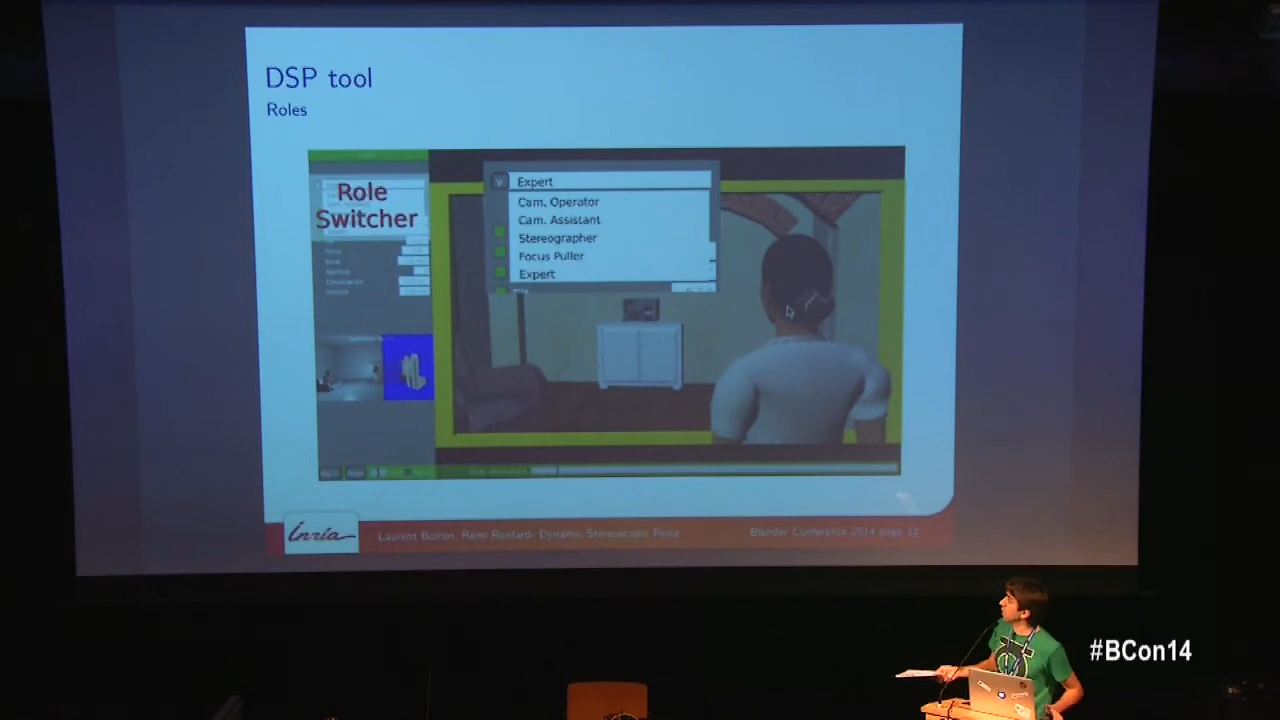 DSP tool
Roles
Role
Switcher
Expert
Cam. Operator
Cam. Assistant
Stereographer
Focus Puller
Expert
Inria
Laurent Boiron, Rémi Ronfard- Dynamic Stereoscopic Previz
Blender Conference 2014 page 12
#BCon14